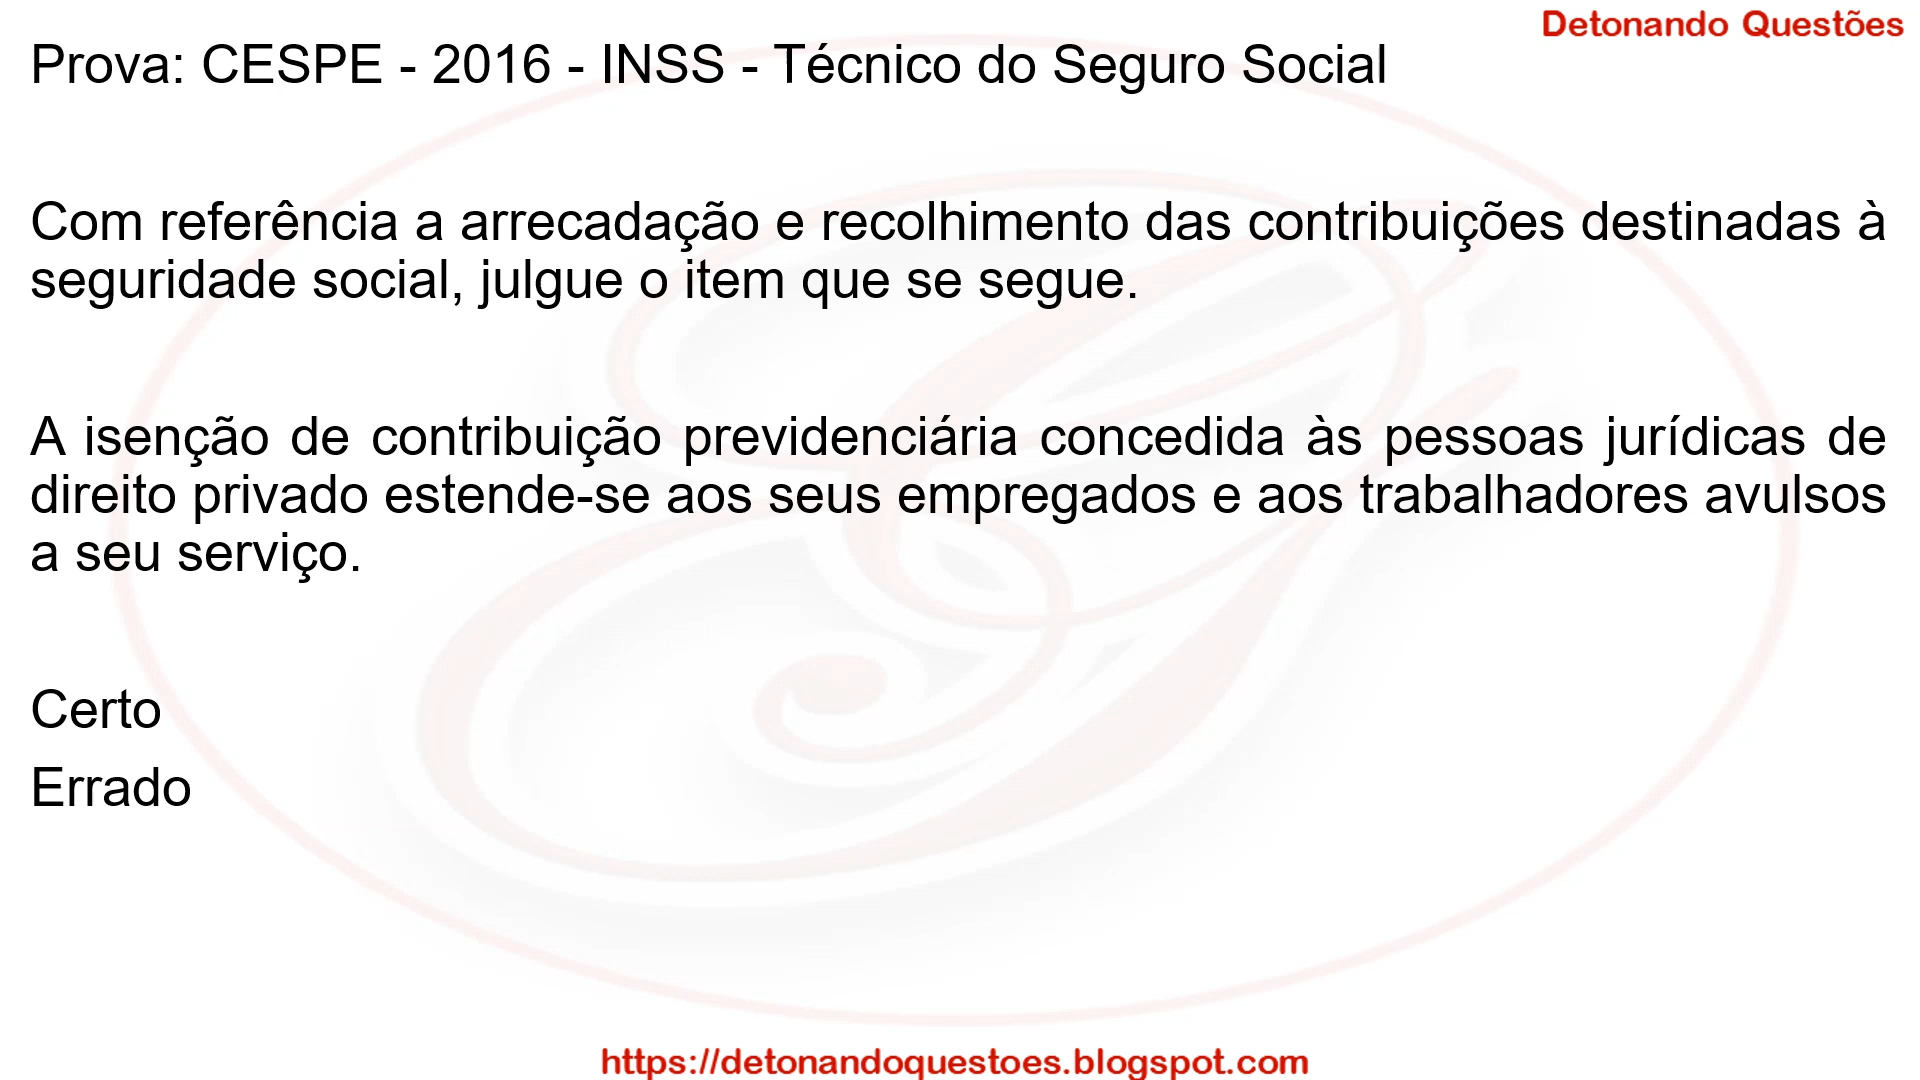 Detonando Questões
Prova: CESPE - 2016 - INSS - Técnico do Seguro Social
Com referência a arrecadação e recolhimento das contribuições destinadas à
seguridade social, julgue o item que se segue.
A isenção de contribuição previdenciária concedida às pessoas jurídicas de
direito privado estende-se aos seus empregados e aos trabalhadores avulsos
a seu serviço.
Certo
Errado
https://detonandoquestoes.blogspot.com